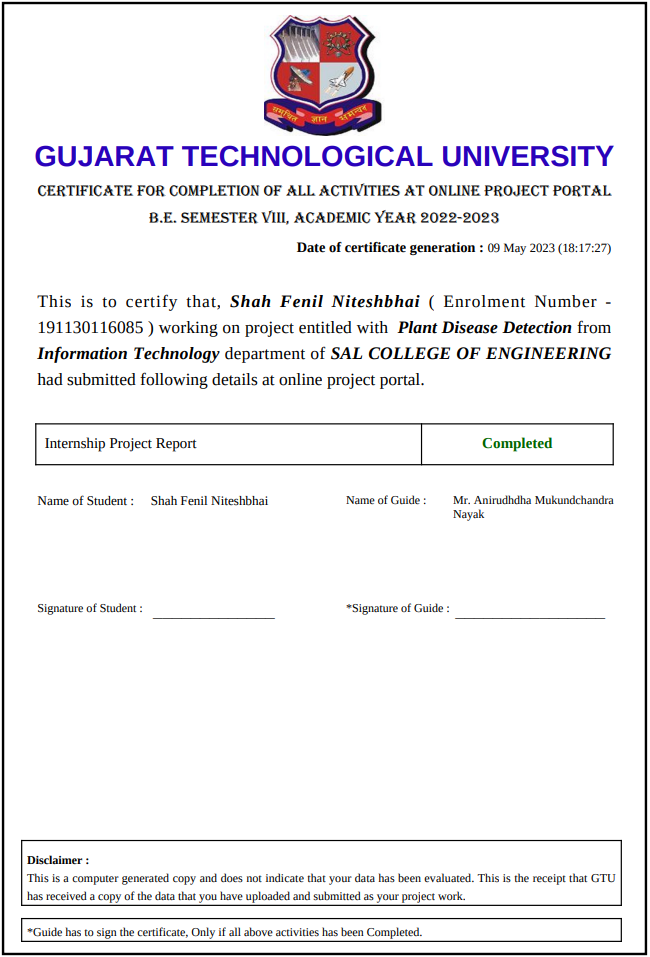 समुचित ज्ञान समन्वय
GUJARAT TECHNOLOGICAL UNIVERSITY
CERTIFICATE FOR COMPLETION OF ALL ACTIVITIES AT ONLINE PROJECT PORTAL
B.E. SEMESTER VIII, ACADEMIC YEAR 2022-2023
Date of certificate generation : 09 May 2023 (18:17:27)
This is to certify that, Shah Fenil Niteshbhai ( Enrolment Number -
191130116085 ) working on project entitled with Plant Disease Detection from
Information Technology department of SAL COLLEGE OF ENGINEERING
had submitted following details at online project portal.
Internship Project Report Completed
Name of Student : Shah Fenil Niteshbhai Name of Guide : Mr. Anirudhdha Mukundchandra
Nayak
Signature of Student : *Signature of Guide :
Disclaimer :
This is a computer generated copy and does not indicate that your data has been evaluated. This is the receipt that GTU
has received a copy of the data that you have uploaded and submitted as your project work.
*Guide has to sign the certificate, Only if all above activities has been Completed.